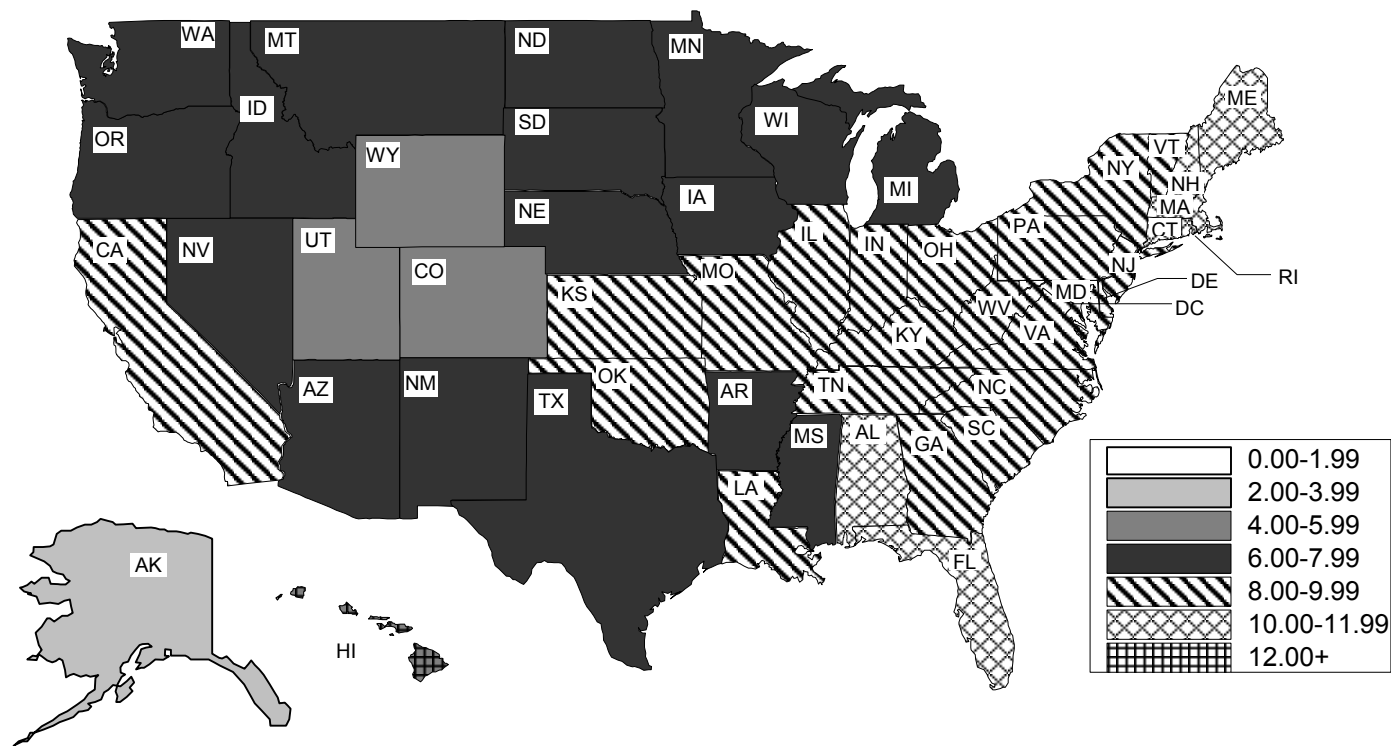 WA
MT
ND
MN
ME
ID
SD
WI
OR
VT
WY
NY
MI
NH
IA
MA
NE
PA
CT
IL
IN
OH
UT
CA
NV
CO
MO
NJ
RI
KS
DE
MD
WV
DC
KY
VA
OK
TN
NC
AZ
NM
TX
AR
SC
MS
AL
GA
LA
FL
AK
HI
0.00-1.99
2.00-3.99
4.00-5.99
6.00-7.99
8.00-9.99
10.00-11.99
12.00+